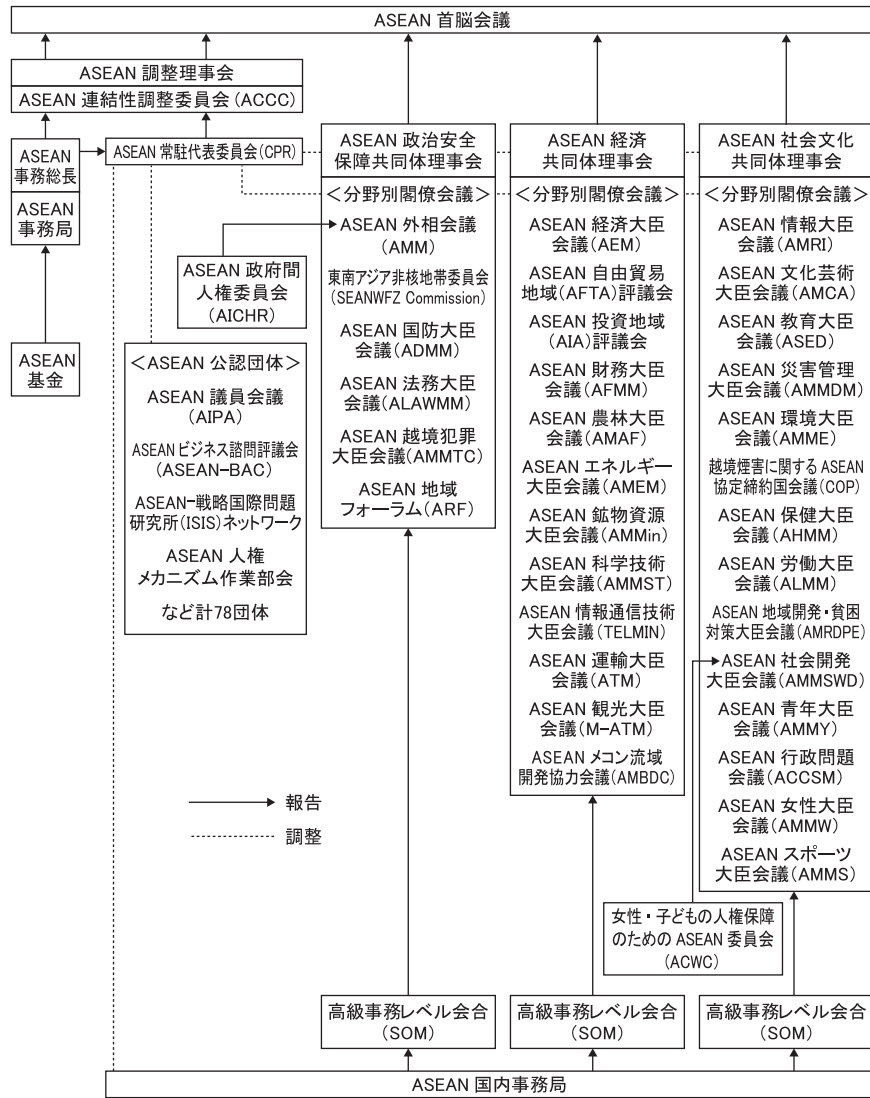 ASEAN 首脳会議
ASEAN 調整理事会
ASEAN 連結性調整委員会(ACCC)
ASEAN
事務総長
ASEAN
事務局
ASEAN
基金
ASEAN 常駐代表委員会(CPR)
ASEAN 政府間
人権委員会
(AICHR)
<ASEAN 公認団体>
ASEAN 議員会議
(AIPA)
ASEAN ビジネス諮問評議会
(ASEAN-BAC)
ASEAN-戦略国際問題
研究所(ISIS)ネットワーク
ASEAN 人権
メカニズム作業部会
など計78団体
ASEAN 政治安全
保障共同体理事会
<分野別閣僚会議>
ASEAN 外相会議
(AMM)
東南アジア非核地帯委員会
(SEANWFZ Commission)
ASEAN 国防大臣
会議(ADMM)
ASEAN 法務大臣
会議(ALAWMM)
ASEAN 越境犯罪
大臣会議(AMMTC)
ASEAN 地域
フォーラム(ARF)
ASEAN 経済
共同体理事会
<分野別閣僚会議>
ASEAN 経済大臣
会議(AEM)
ASEAN 自由貿易
地域(AFTA)評議会
ASEAN 投資地域
(AIA)評議会
ASEAN 財務大臣
会議(AFMM)
ASEAN 農林大臣
会議(AMAF)
ASEAN エネルギー
大臣会議(AMEM)
ASEAN 鉱物資源
大臣会議(AMMin)
ASEAN 科学技術
大臣会議(AMMST)
ASEAN 情報通信技術
大臣会議(TELMIN)
ASEAN 運輸大臣
会議(ATM)
ASEAN 観光大臣
会議(M-ATM)
ASEAN メコン流域
開発協力会議(AMBDC)
ASEAN 社会文化
共同体理事会
<分野別閣僚会議>
ASEAN 情報大臣
会議(AMRI)
ASEAN 文化芸術
大臣会議(AMCA)
ASEAN 教育大臣
会議(ASED)
ASEAN 災害管理
大臣会議(AMMDM)
ASEAN 環境大臣
会議(AMME)
越境煙害に関する ASEAN
協定締約国会議(COP)
ASEAN 保健大臣
会議(AHMM)
ASEAN 労働大臣
会議(ALMM)
ASEAN 地域開発・貧困
対策大臣会議(AMRDPE)
ASEAN 社会開発
大臣会議(AMMSWD)
ASEAN 青年大臣
会議(AMMY)
ASEAN 行政問題
会議(ACCSM)
ASEAN 女性大臣
会議(AMMW)
ASEAN スポーツ
大臣会議(AMMS)
報告
調整
女性・子どもの人権保障
のための ASEAN 委員会
(ACWC)
高級事務レベル会合
(SOM)
高級事務レベル会合
(SOM)
高級事務レベル会合
(SOM)
ASEAN 国内事務局